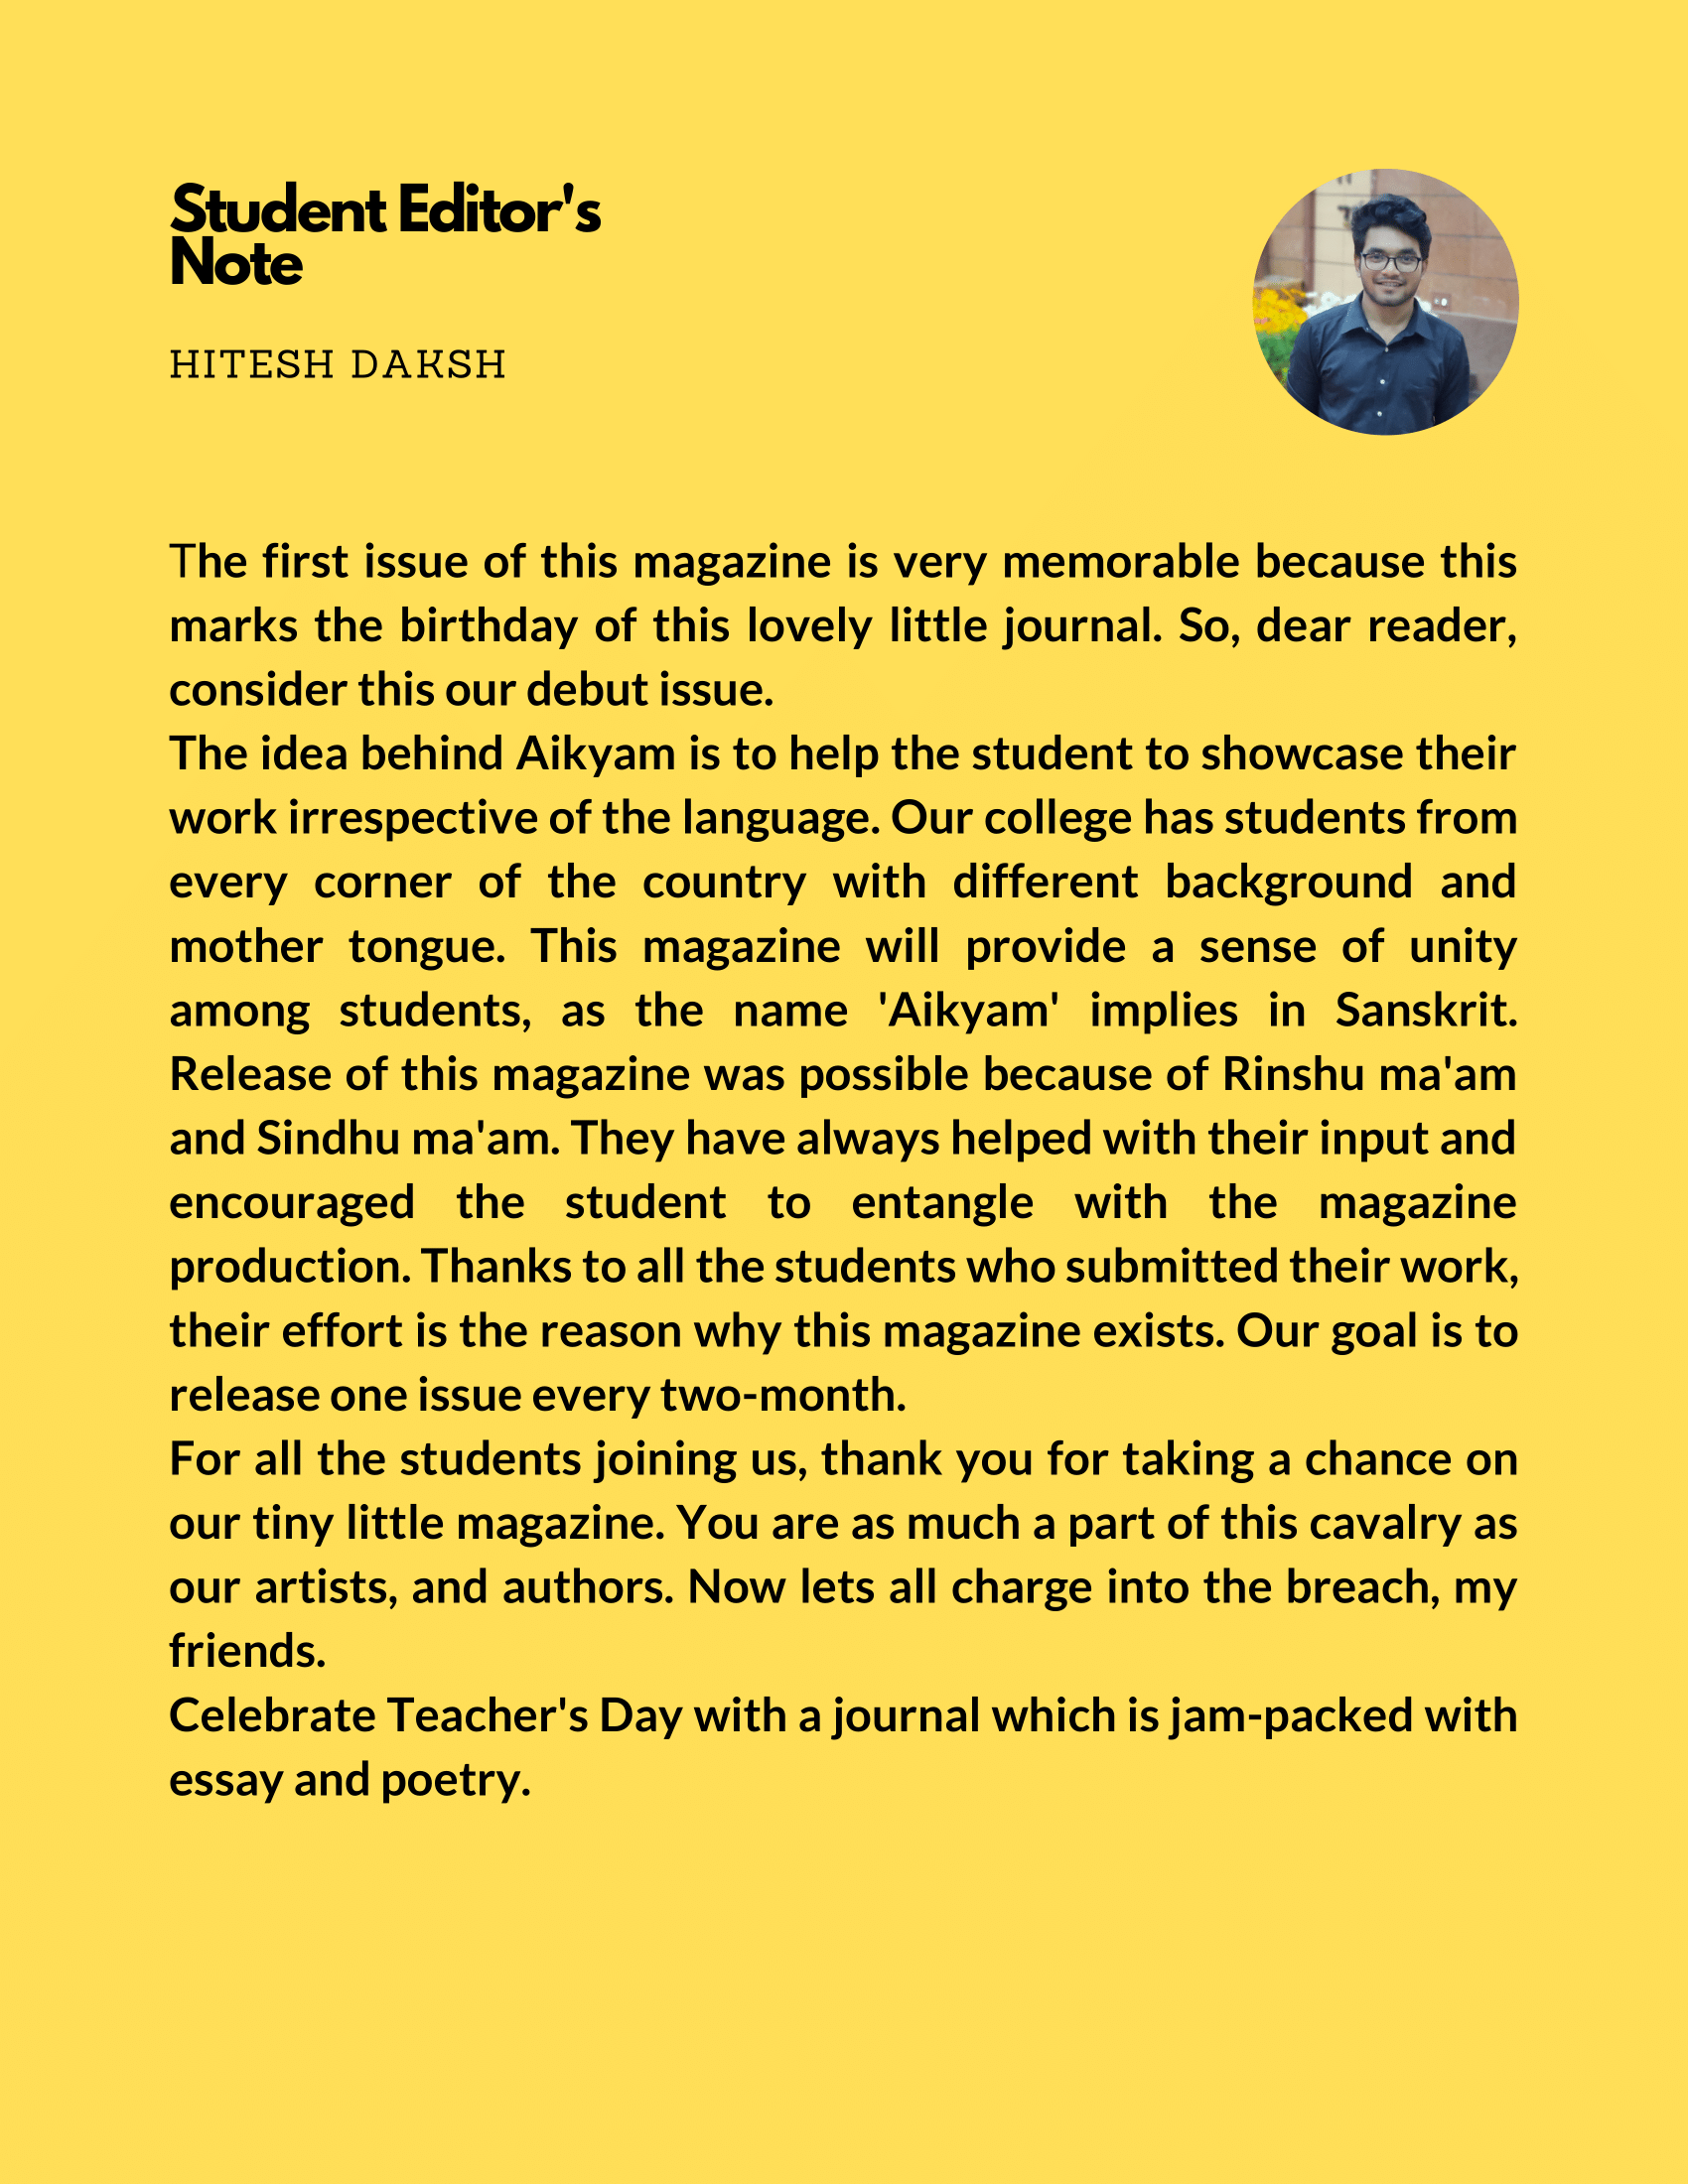 Student Editor's
Note
HITESH DAKSH
The first issue of this magazine is very memorable because this
marks the birthday of this lovely little journal. So, dear reader,
consider this our debut issue.
The idea behind Aikyam is to help the student to showcase their
work irrespective of the language. Our college has students from
every corner of the country with different background and
mother tongue. This magazine will provide a sense of unity
among students, as the name 'Aikyam' implies in Sanskrit.
Release of this magazine was possible because of Rinshu ma'am
and Sindhu ma'am. They have always helped with their input and
encouraged the student to entangle with the magazine
production. Thanks to all the students who submitted their work,
their effort is the reason why this magazine exists. Our goal is to
release one issue every two-month.
For all the students joining us, thank you for taking a chance on
our tiny little magazine. You are as much a part of this cavalry as
our artists, and authors. Now lets all charge into the breach, my
friends.
Celebrate Teacher's Day with a journal which is jam-packed with
essay and poetry.